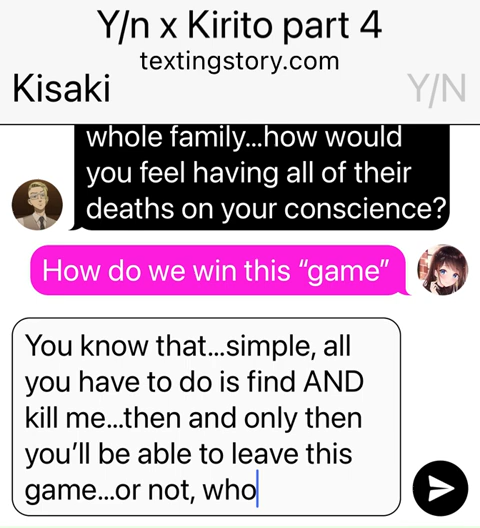 Y/n x Kirito part 4
textingstory.com
Kisaki
Y/N
whole family...how would
you feel having all of their
deaths on your conscience?
How do we win this “game”
You know that...simple, all
you have to do is find AND
kill me...then and only then
you’ll be able to leave this
game...or not, who